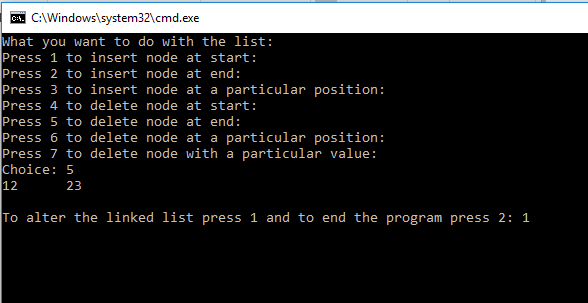 C:\Windows\system32\cmd.exe
What you want to do with the list:
Press 1 to insert node at start:
Press 2 to insert node at end:
Press 3 to insert node at a particular position:
Press 4 to delete node at start:
Press 5 to delete node at end:
Press 6 to delete node at a particular position:
Press 7 to delete node with a particular value:
Choice: 5
12      23
To alter the linked list press 1 and to end the program press 2: 1